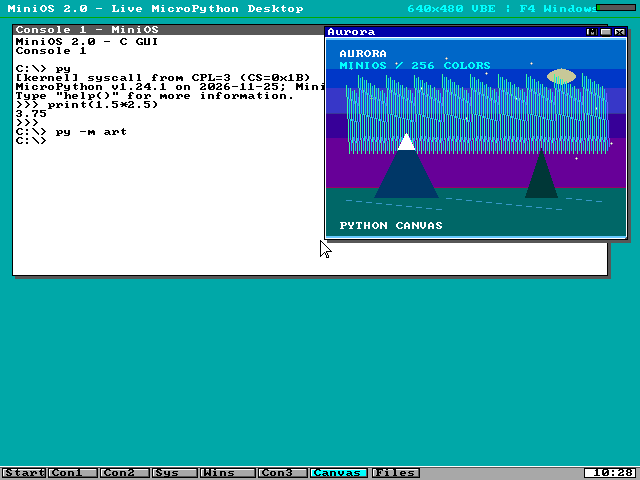 MiniOS 2.0 - Live MicroPython Desktop
640x480 VBE | F4 Windows
Console 1 - MiniOS
MiniOS 2.0 - C GUI
Console 1
C:\> py
[kernel] syscall from CPL=3 (CS=0x1B)
MicroPython v1.24.1 on 2026-11-25; Mini
Type "help()" for more information.
>>> print(1.5*2.5)
3.75
>>>
C:\> py -m art
C:\>
Aurora
M
AURORA
MINIOS / 256 COLORS
PYTHON CANVAS
Start Con1 Con2 Sys Wins Con3 Canvas Files 10:28